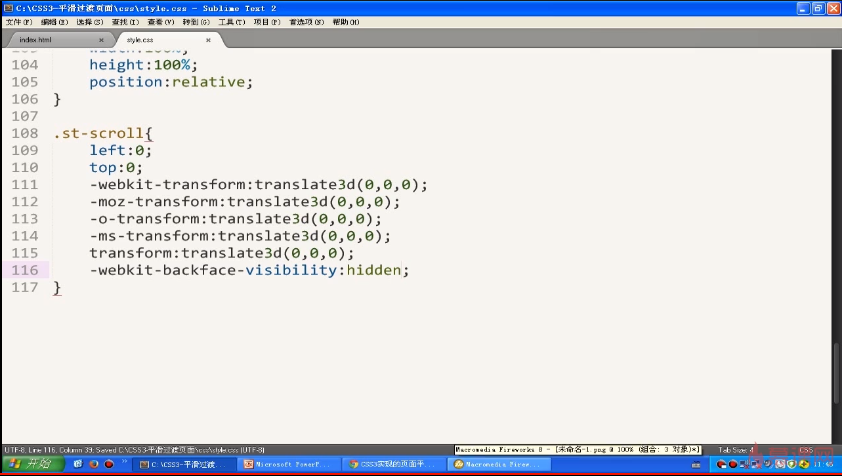 C:\CSS3-平滑过渡页面\css\style.css - Sublime Text 2
文件(F) 编辑(E) 选择(S) 查找(I) 查看(V) 转到(G) 工具(T) 项目(P) 首选项(N) 帮助(H)
index.html × style.css ×
104 height:100%;
105 position:relative;
106 }
107
108 .st-scroll{
109 left:0;
110 top:0;
111 -webkit-transform:translate3d(0,0,0);
112 -moz-transform:translate3d(0,0,0);
113 -o-transform:translate3d(0,0,0);
114 -ms-transform:translate3d(0,0,0);
115 transform:translate3d(0,0,0);
116 -webkit-backface-visibility:hidden;
117 }
UTF-8, Line 116, Column 39, Saved C:\CSS3-平滑过渡页面\css\style.css (UTF-8) Macromedia Fireworks 8 - [未命名-1.png @ 100% (组合: 3 对象)*] Tab Size: 4 CSS
开始 C:\CSS3-平滑过渡... Microsoft PowerP... CSS3实现的页面平... Macromedia Firew... 11:45